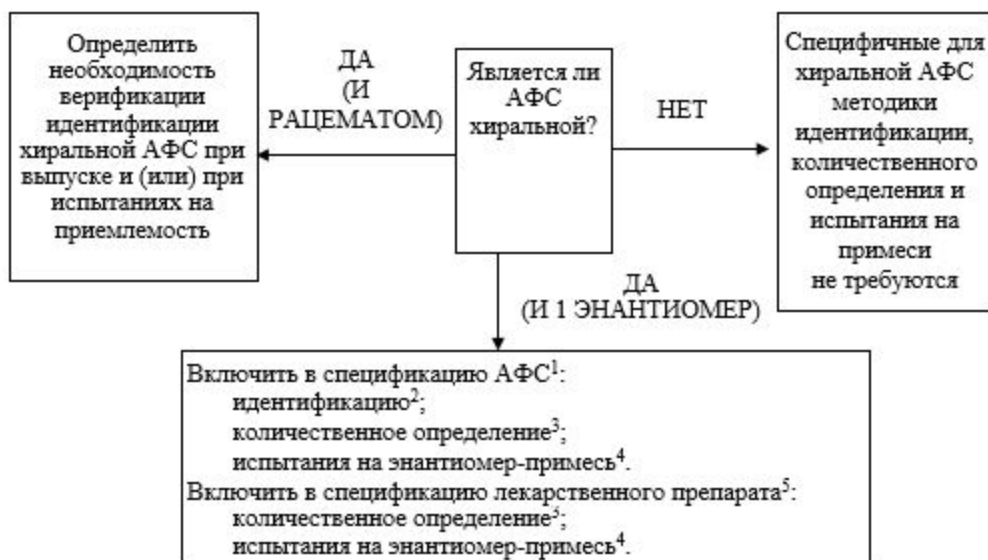 Определить
необходимость
верификации
идентификации
хиральной АФС при
выпуске и (или) при
испытаниях на
приемлемость
ДА
(И
РАЦЕМАТОМ)
Является ли
АФС
хиральной?
НЕТ
Специфичные для
хиральной АФС
методики
идентификации,
количественного
определения и
испытания на
примеси
не требуются
ДА
(И 1 ЭНАНТИОМЕР)
Включить в спецификацию АФС¹:
идентификацию²;
количественное определение³;
испытания на энантиомер-примесь⁴.
Включить в спецификацию лекарственного препарата⁵:
количественное определение⁵;
испытания на энантиомер-примесь⁴.